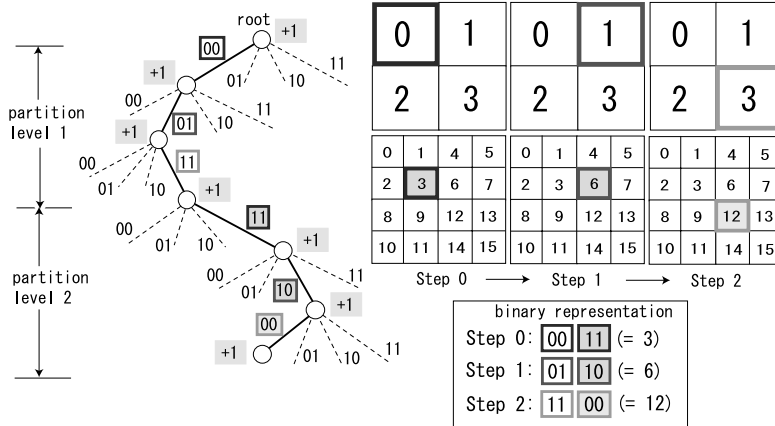 root
+1
00
01
10
11
+1
00
01
10
11
partition
level 1
+1
00
01
10
11
+1
00
01
10
11
partition
level 2
+1
00
01
10
11
+1
00
01
10
11
+1
0 1
2 3
0 1
2 3
0 1
2 3
0 1 4 5
2 3 6 7
8 9 12 13
10 11 14 15
0 1 4 5
2 3 6 7
8 9 12 13
10 11 14 15
0 1 4 5
2 3 6 7
8 9 12 13
10 11 14 15
Step 0 → Step 1 → Step 2
binary representation
Step 0: 00 11 (= 3)
Step 1: 01 10 (= 6)
Step 2: 11 00 (= 12)